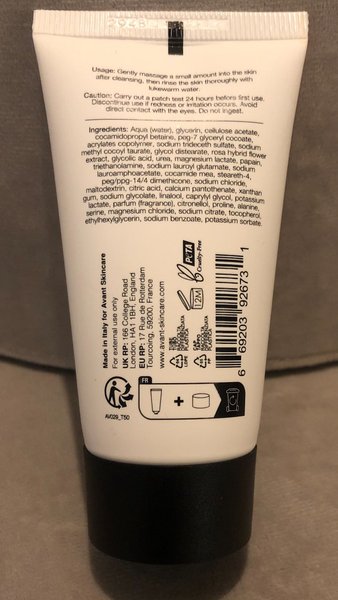 Usage: Gently massage a small amount into the skin
after cleansing, then rinse the skin thoroughly with
lukewarm water.
Caution: Carry out a patch test 24 hours before first use.
Discontinue use if redness or irritation occurs. Avoid
direct contact with the eyes. Do not ingest.
Ingredients: Aqua (water), glycerin, cellulose acetate,
cocamidopropyl betaine, peg-7 glyceryl cocoate,
acrylates copolymer, sodium trideceth sulfate, sodium
methyl cocoyl taurate, glycol distearate, rosa hybrid flower
extract, glycolic acid, urea, magnesium lactate, papain,
triethanolamine, sodium lauroyl glutamate, sodium
lauroamphoacetate, cocamide mea, steareth-4,
peg/ppg-14/4 dimethicone, sodium chloride,
maltodextrin, citric acid, calcium pantothenate, xanthan
gum, sodium glycolate, linalool, caprylyl glycol, potassium
lactate, parfum (fragrance), citronellol, proline, alanine,
serine, magnesium chloride, sodium citrate, tocopherol,
ethylhexylglycerin, sodium benzoate, potassium sorbate.
Made in Italy for Avant Skincare
For external use only
UK RP: 166 College Road
London, HA1 1BH, England
EU RP: 17 Rue de Rotterdam
Tourcoing, 59000, France
www.avant-skincare.com
PETA
Cruelty-Free
12M
6 69203 92673 1
FR
+
AV029_T50